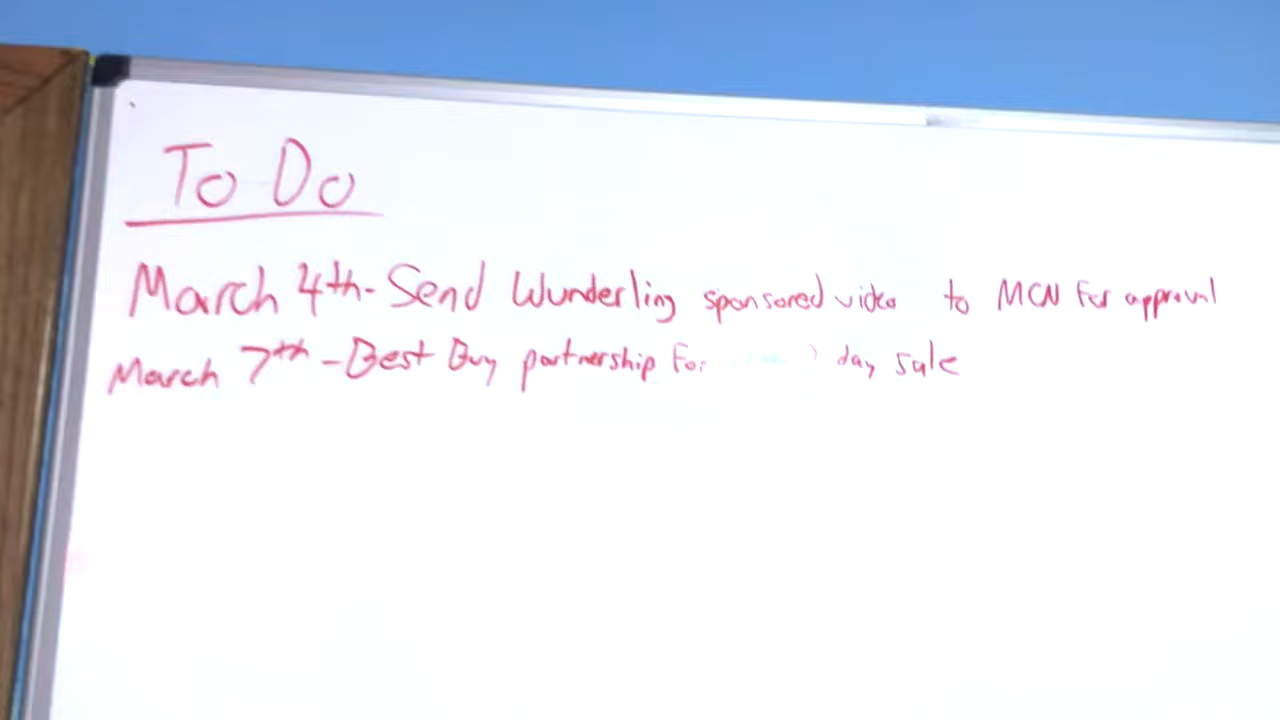 To Do
March 4th - Send Wunderling sponsored video to MCN for approval
March 7th - Best Buy partnership for day sale